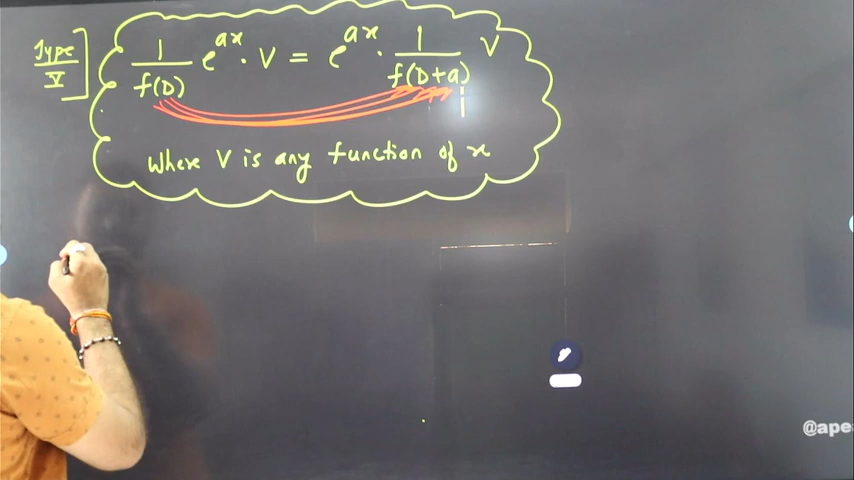 Type
V
1/f(D) e^{ax} · V = e^{ax} · 1/f(D+a) V
Where V is any function of x
@ape